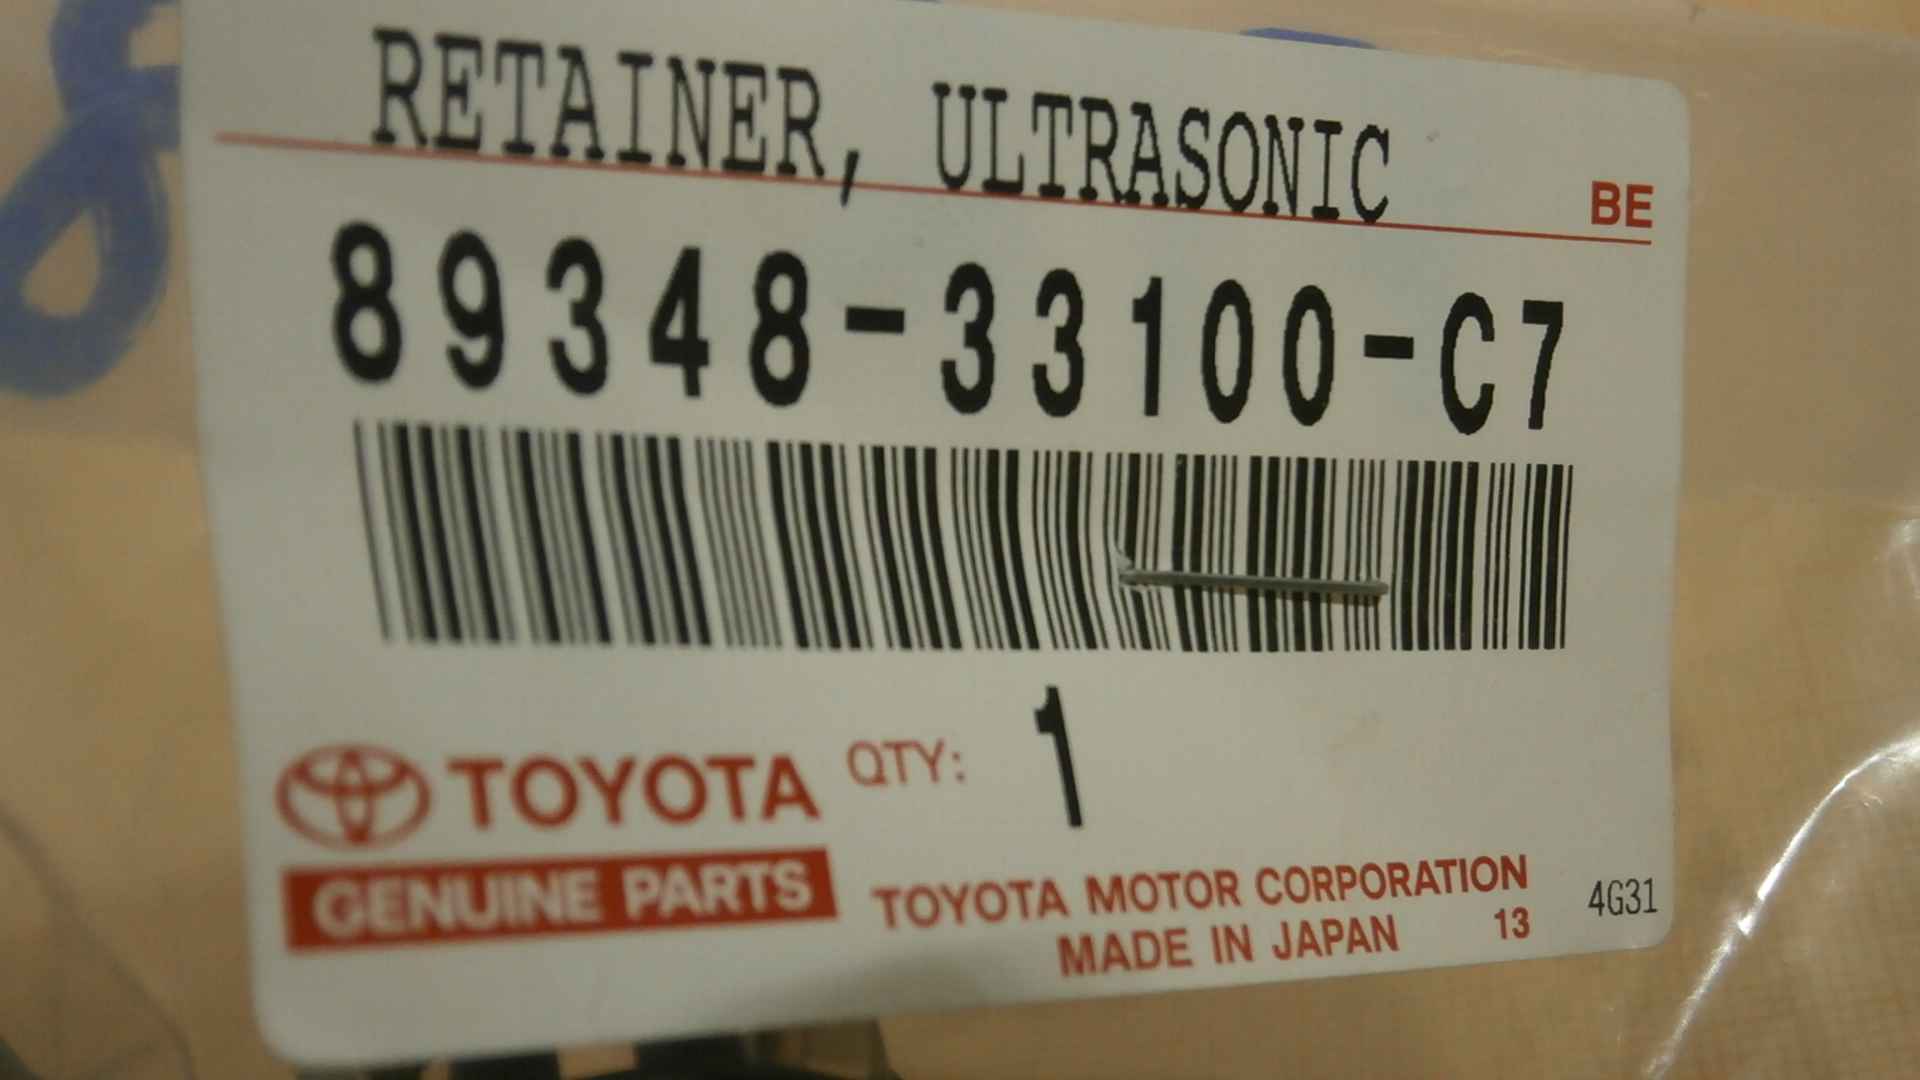 RETAINER, ULTRASONIC
BE
89348-33100-C7
TOYOTA QTY: 1
GENUINE PARTS
TOYOTA MOTOR CORPORATION
MADE IN JAPAN 13
4G31